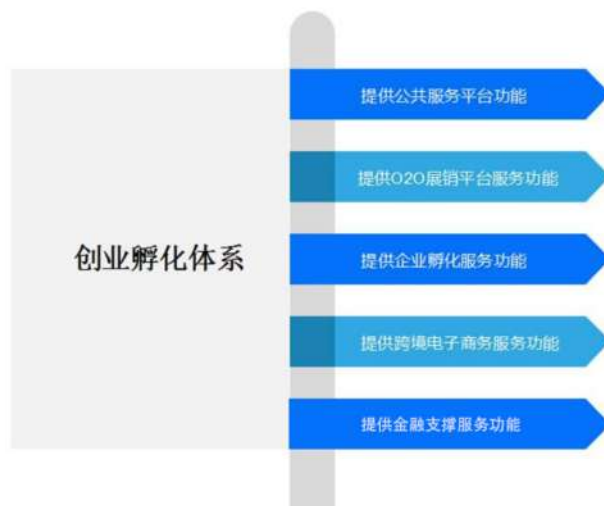 创业孵化体系
提供公共服务平台功能
提供O2O展销平台服务功能
提供企业孵化服务功能
提供跨境电子商务服务功能
提供金融支撑服务功能